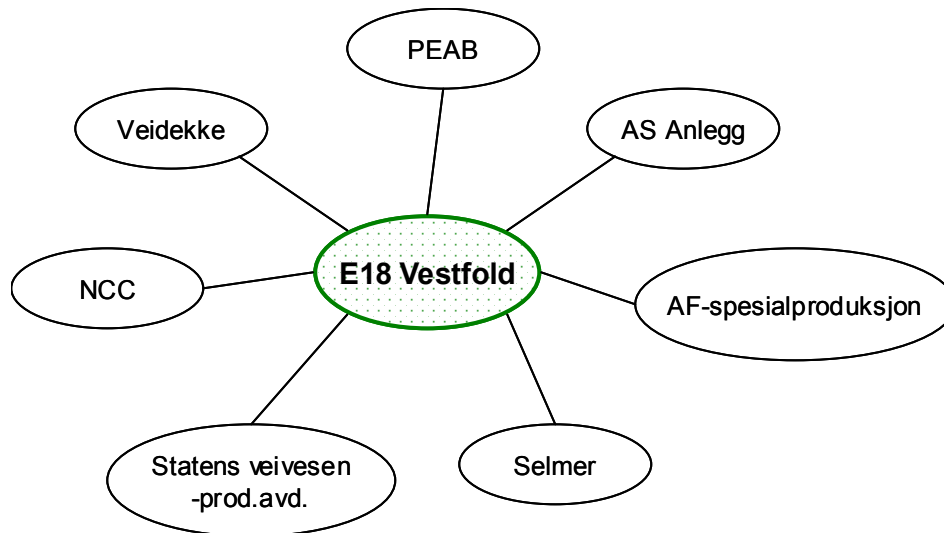 PEAB
Veidekke
AS Anlegg
E18 Vestfold
NCC
AF-spesialproduksjon
Statens veivesen
-prod.avd.
Selmer